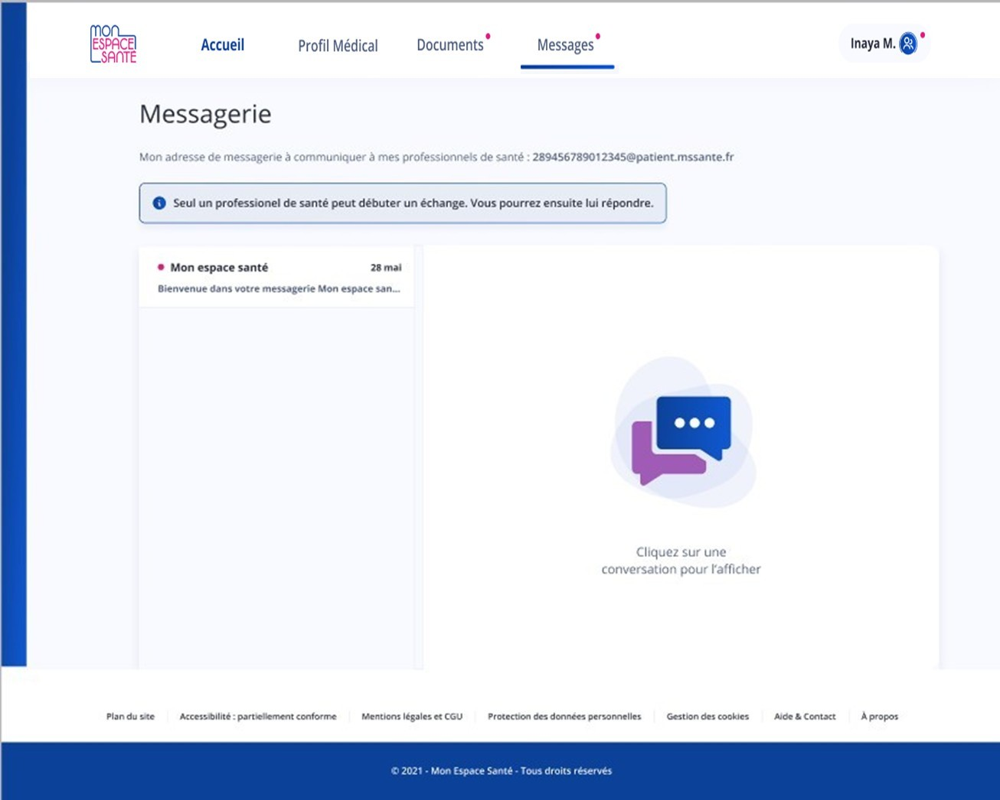 MON
ESPACE
SANTÉ
Accueil
Profil Médical
Documents
Messages
Inaya M.
Messagerie
Mon adresse de messagerie à communiquer à mes professionnels de santé : 289456789012345@patient.mssante.fr
Seul un professionel de santé peut débuter un échange. Vous pourrez ensuite lui répondre.
Mon espace santé 28 mai
Bienvenue dans votre messagerie Mon espace san...
Cliquez sur une
conversation pour l'afficher
Plan du site
Accessibilité : partiellement conforme
Mentions légales et CGU
Protection des données personnelles
Gestion des cookies
Aide & Contact
À propos
© 2021 - Mon Espace Santé - Tous droits réservés